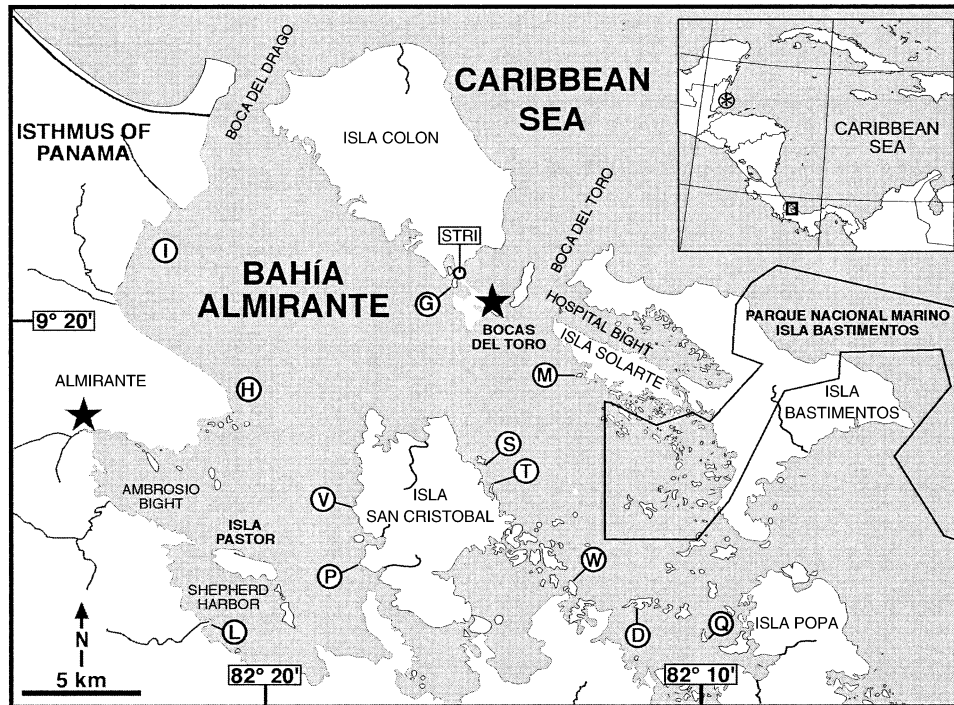 BOCA DEL DRAGO
CARIBBEAN
SEA
ISTHMUS OF
PANAMA
ISLA COLON
CARIBBEAN
SEA
BOCA DEL TORO
STRI
I
BAHíA
ALMIRANTE
G
9° 20'
BOCAS
DEL TORO
HOSPITAL BIGHT
ISLA SOLARTE
PARQUE NACIONAL MARINO
ISLA BASTIMENTOS
ALMIRANTE
H
M
ISLA
BASTIMENTOS
S
T
AMBROSIO
BIGHT
V
ISLA
SAN CRISTOBAL
ISLA
PASTOR
P
W
SHEPHERD
HARBOR
L
D
Q
ISLA POPA
N
5 km
82° 20'
82° 10'